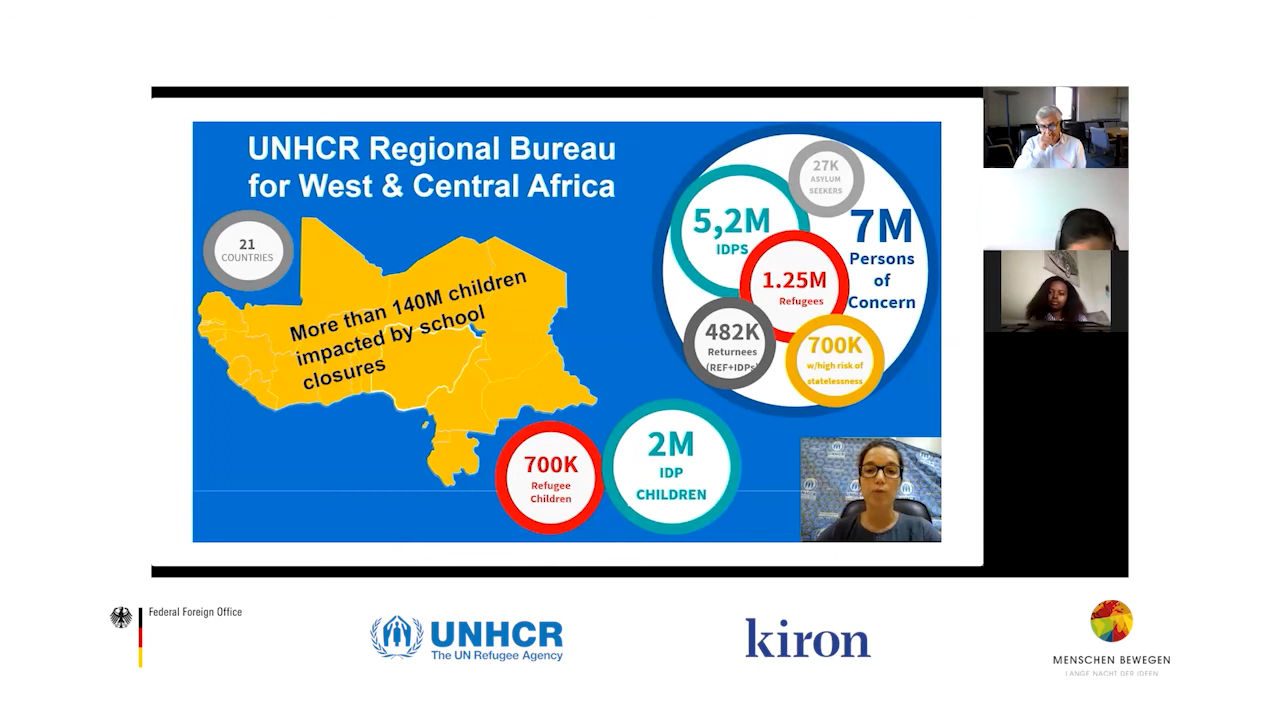 UNHCR Regional Bureau
for West & Central Africa
21
COUNTRIES
More than 140M children
impacted by school
closures
27K
ASYLUM
SEEKERS
5,2M
IDPS
7M
Persons
of
Concern
1.25M
Refugees
482K
Returnees
(REF+IDPs)
700K
w/high risk of
statelessness
700K
Refugee
Children
2M
IDP
CHILDREN
Federal Foreign Office
UNHCR
The UN Refugee Agency
kiron
MENSCHEN BEWEGEN
LANGE NACHT DER IDEEN